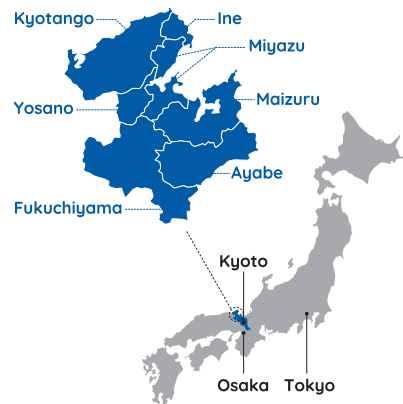 Kyotango
Ine
Miyazu
Yosano
Maizuru
Ayabe
Fukuchiyama
Kyoto
Osaka
Tokyo